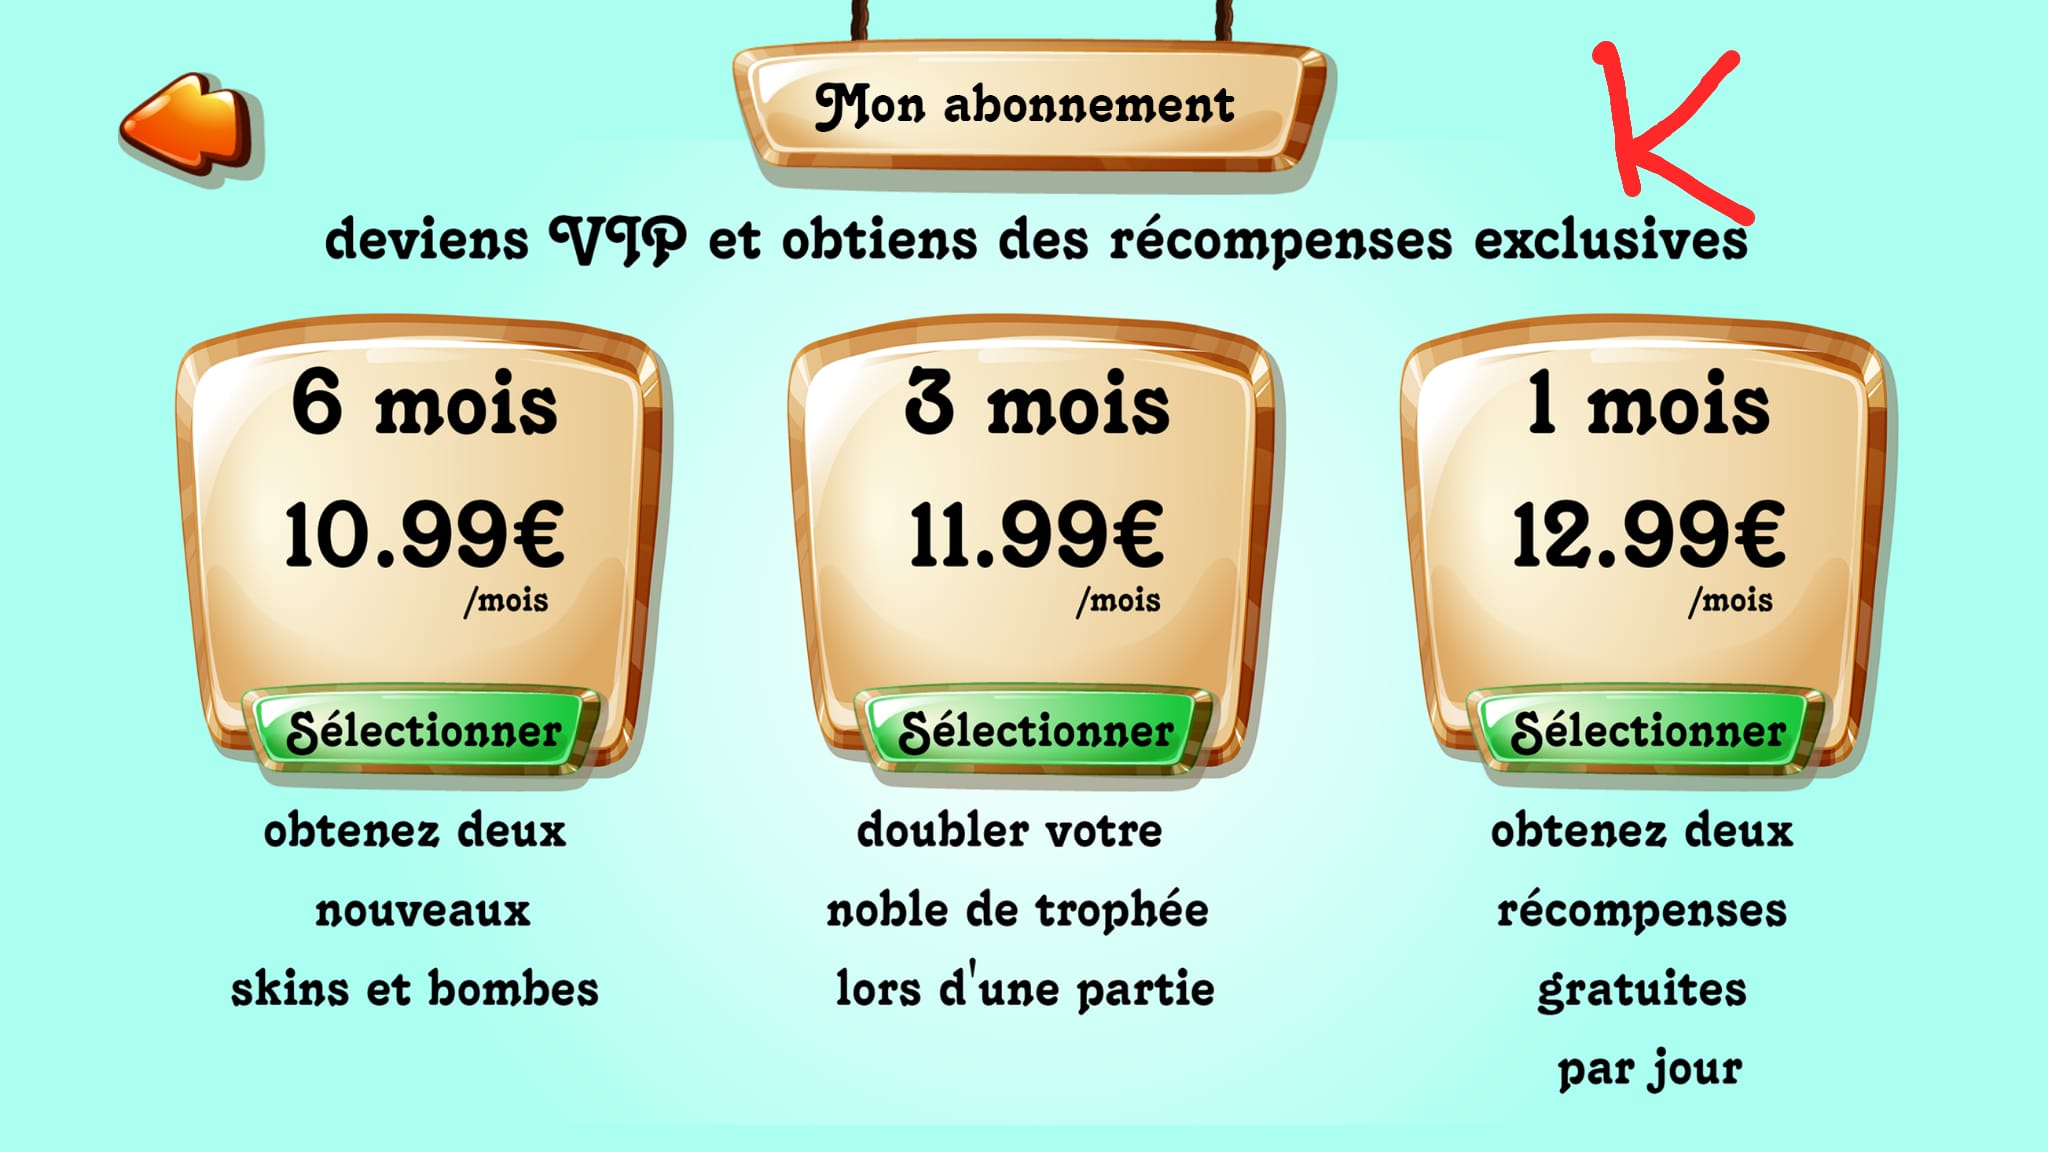 Mon abonnement
K
deviens VIP et obtiens des récompenses exclusives
6 mois
10.99€
/mois
Sélectionner
obtenez deux
nouveaux
skins et bombes
3 mois
11.99€
/mois
Sélectionner
doubler votre
noble de trophée
lors d'une partie
1 mois
12.99€
/mois
Sélectionner
obtenez deux
récompenses
gratuites
par jour